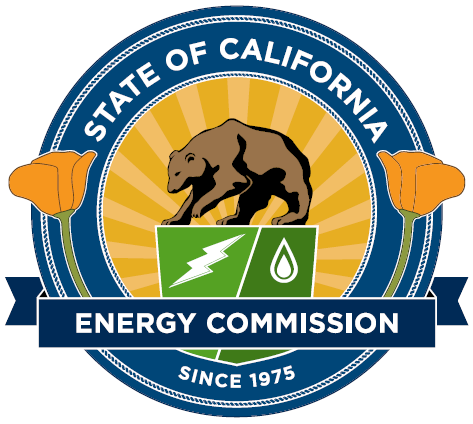 STATE OF CALIFORNIA
ENERGY COMMISSION
SINCE 1975